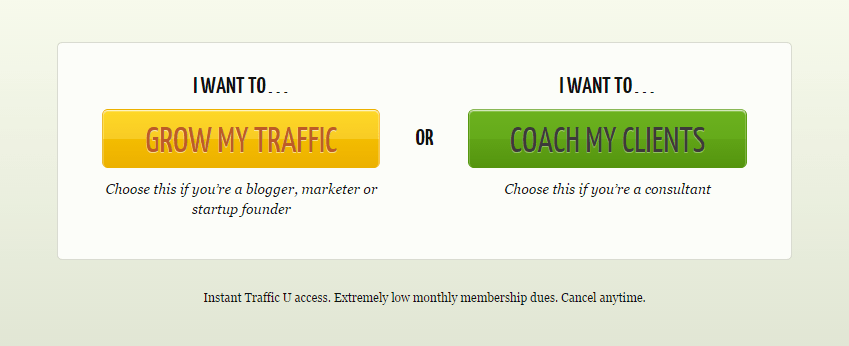 I WANT TO...
GROW MY TRAFFIC
Choose this if you're a blogger, marketer or
startup founder
OR
I WANT TO...
COACH MY CLIENTS
Choose this if you're a consultant
Instant Traffic U access. Extremely low monthly membership dues. Cancel anytime.